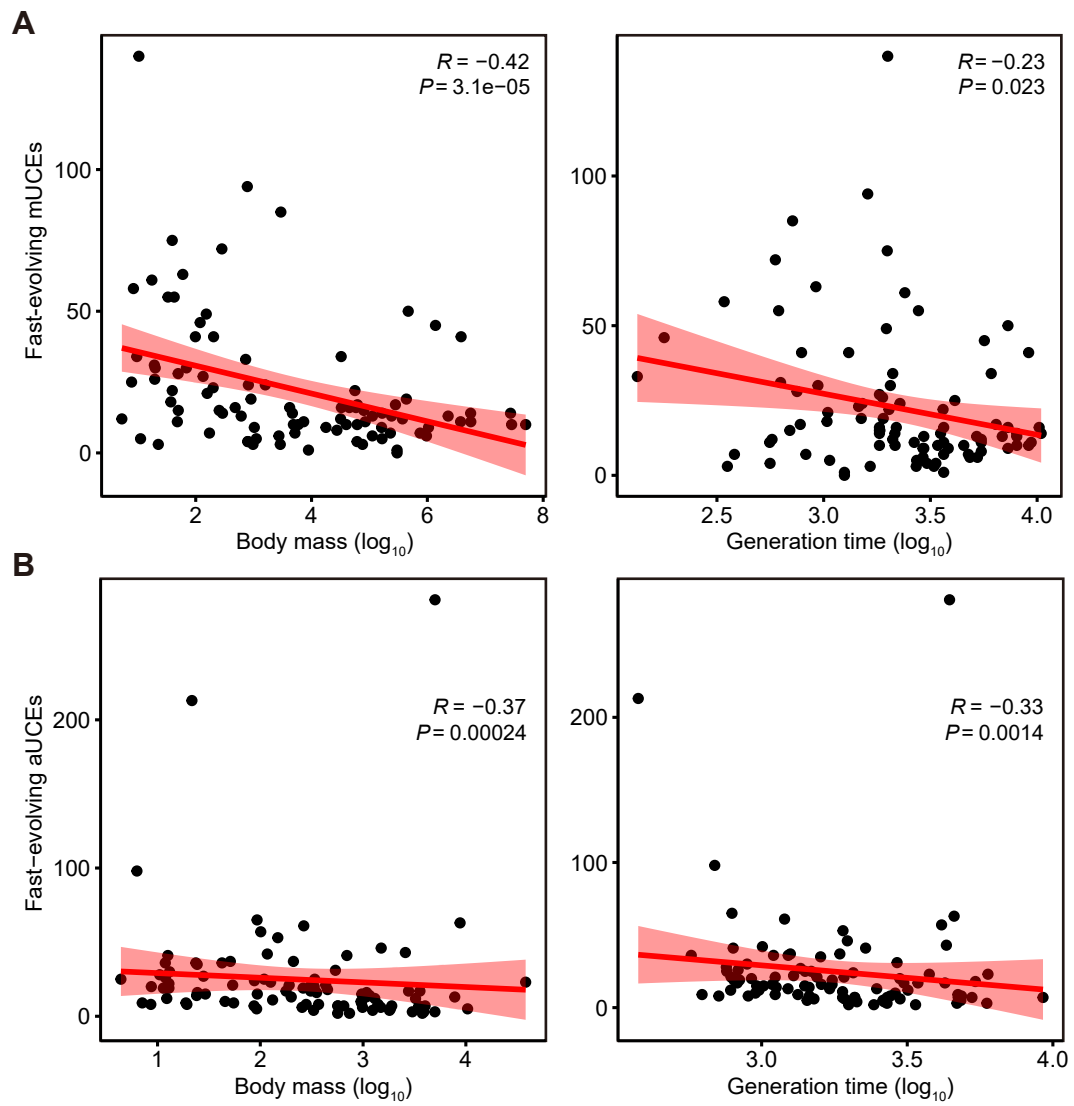 A
R = −0.42
P = 3.1e−05
Fast-evolving mUCEs
100
50
0
2 4 6 8
Body mass (log10)
R = −0.23
P = 0.023
100
50
0
2.5 3.0 3.5 4.0
Generation time (log10)
B
R = −0.37
P = 0.00024
Fast−evolving aUCEs
200
100
0
1 2 3 4
Body mass (log10)
R = −0.33
P = 0.0014
200
100
0
3.0 3.5 4.0
Generation time (log10)